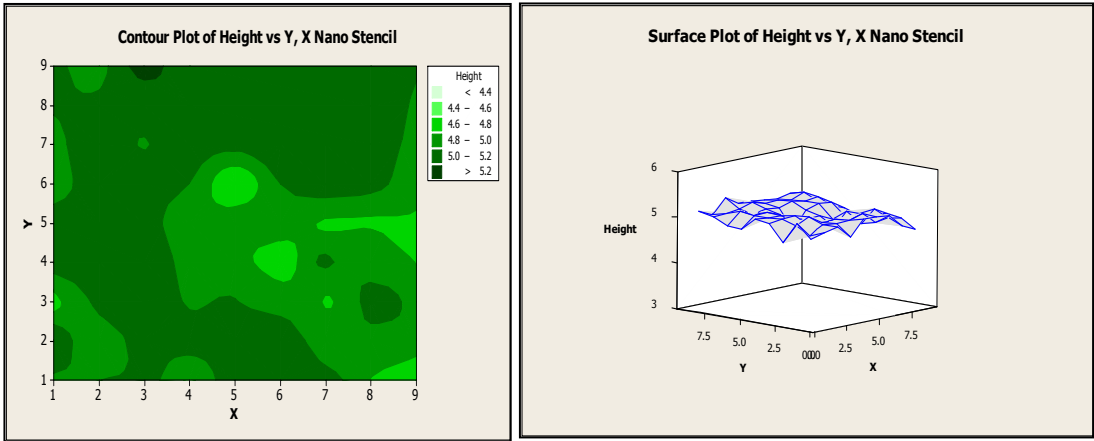 Contour Plot of Height vs Y, X Nano Stencil
Height
< 4.4
4.4 – 4.6
4.6 – 4.8
4.8 – 5.0
5.0 – 5.2
> 5.2
9
8
7
6
5
4
3
2
1
Y
1 2 3 4 5 6 7 8 9
X
Surface Plot of Height vs Y, X Nano Stencil
6
5
4
3
Height
7.5 5.0 2.5 2.5 5.0 7.5
Y
X